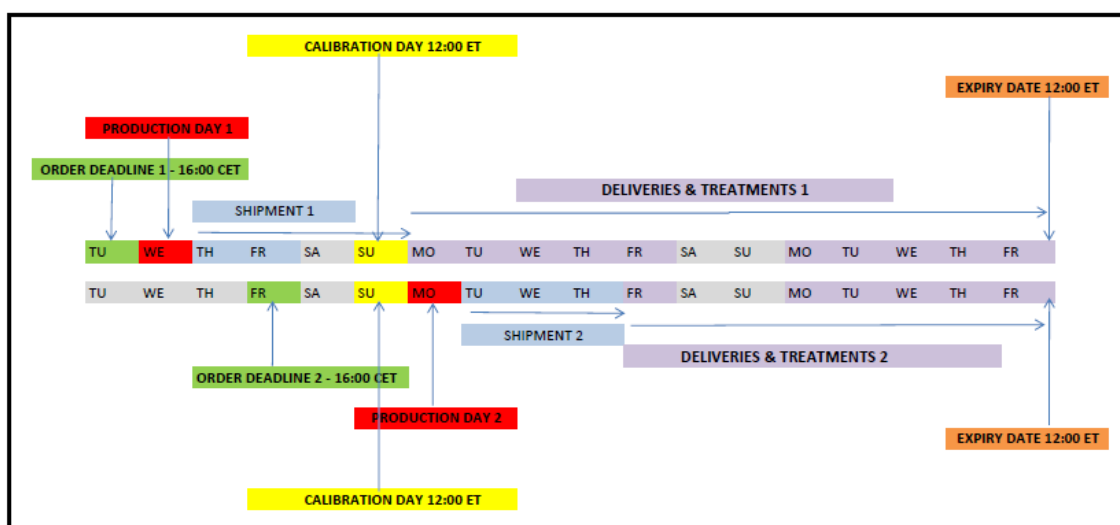 CALIBRATION DAY 12:00 ET
EXPIRY DATE 12:00 ET
PRODUCTION DAY 1
ORDER DEADLINE 1 - 16:00 CET
DELIVERIES & TREATMENTS 1
SHIPMENT 1
TU WE TH FR SA SU MO TU WE TH FR SA SU MO TU WE TH FR
TU WE TH FR SA SU MO TU WE TH FR SA SU MO TU WE TH FR
SHIPMENT 2
DELIVERIES & TREATMENTS 2
ORDER DEADLINE 2 - 16:00 CET
PRODUCTION DAY 2
EXPIRY DATE 12:00 ET
CALIBRATION DAY 12:00 ET